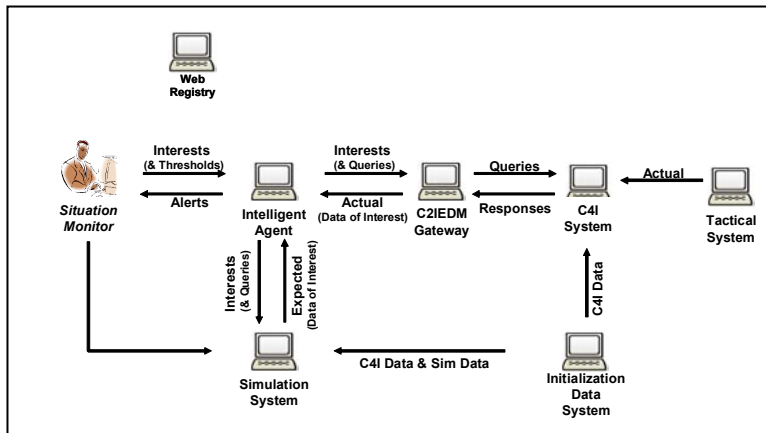 Web
Registry
Interests
(& Thresholds)
Alerts
Situation
Monitor
Intelligent
Agent
Interests
(& Queries)
Actual
(Data of Interest)
C2IEDM
Gateway
Queries
Responses
C4I
System
Actual
Tactical
System
Interests
(& Queries)
Expected
(Data of Interest)
C4I Data
Simulation
System
C4I Data & Sim Data
Initialization
Data
System